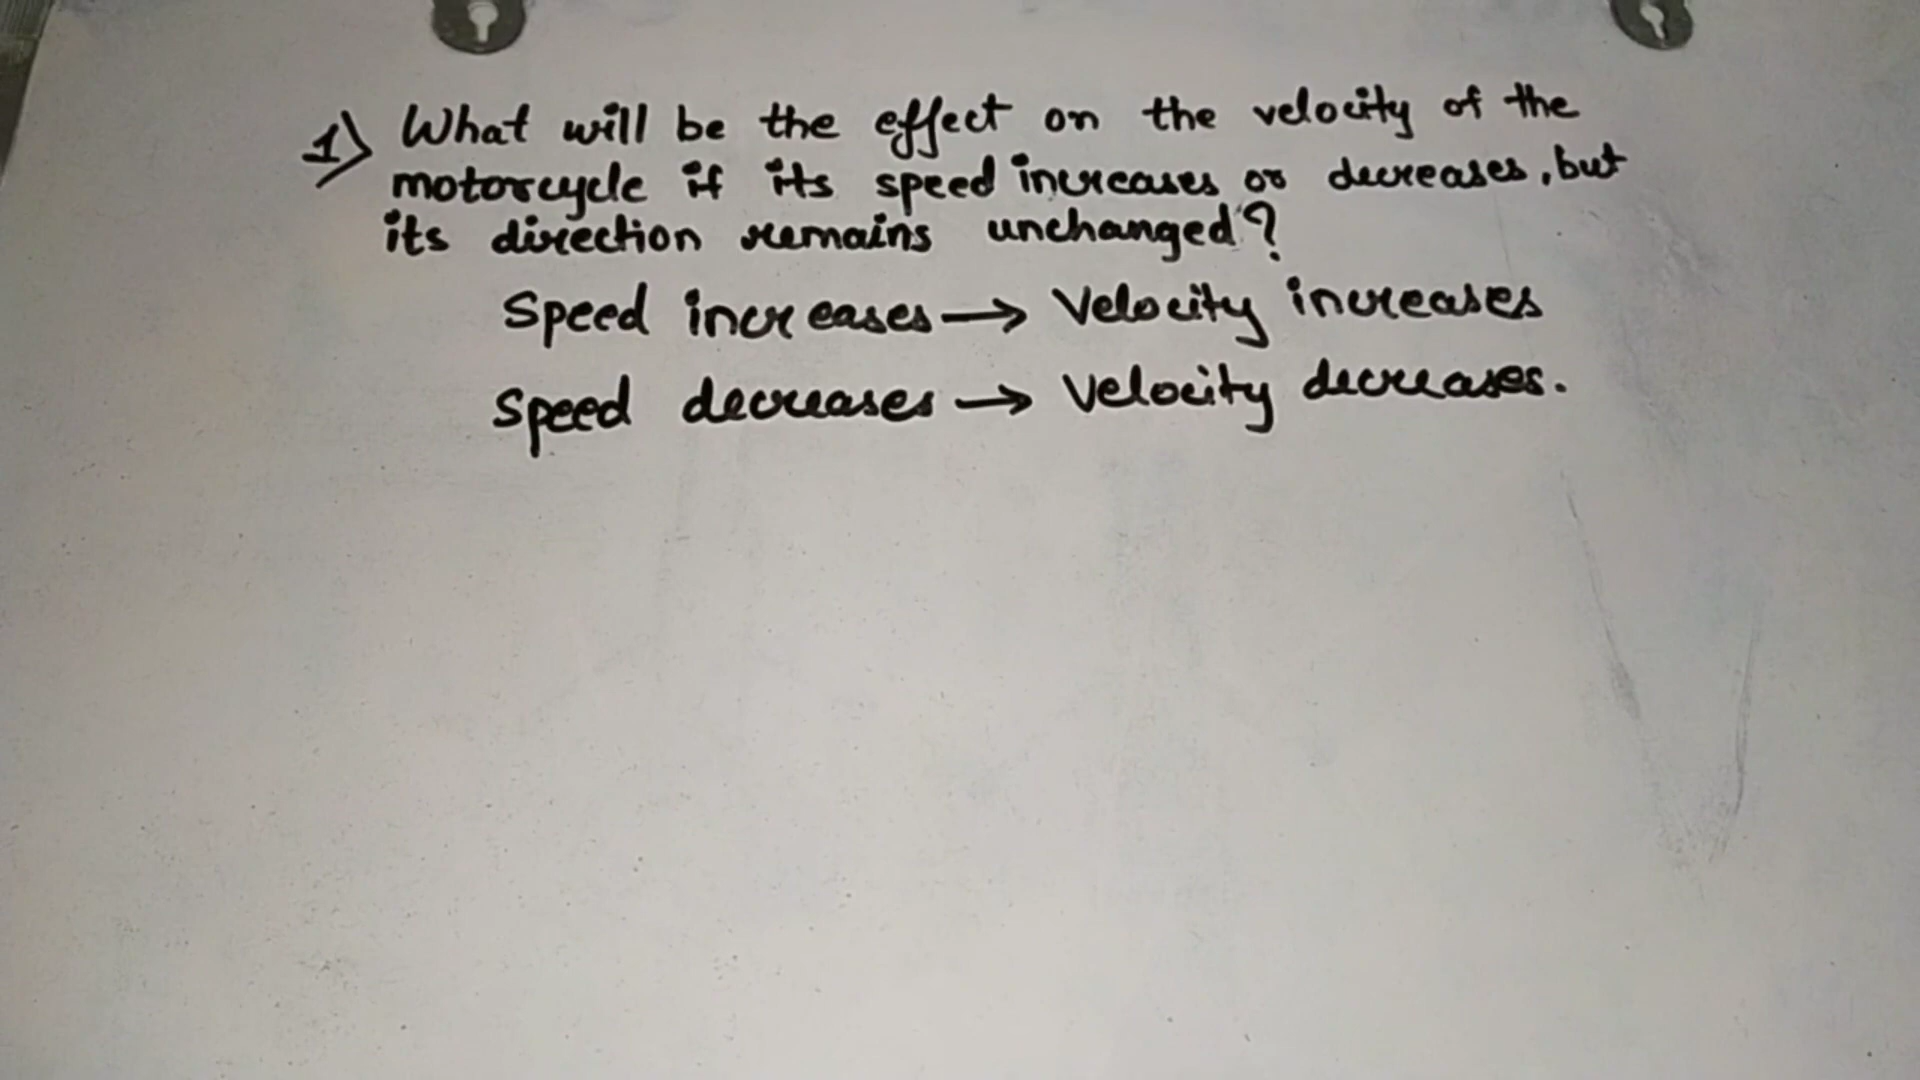 1) What will be the effect on the velocity of the
motorcycle if its speed increases or decreases, but
its direction remains unchanged?
Speed increases → Velocity increases
Speed decreases → Velocity decreases.